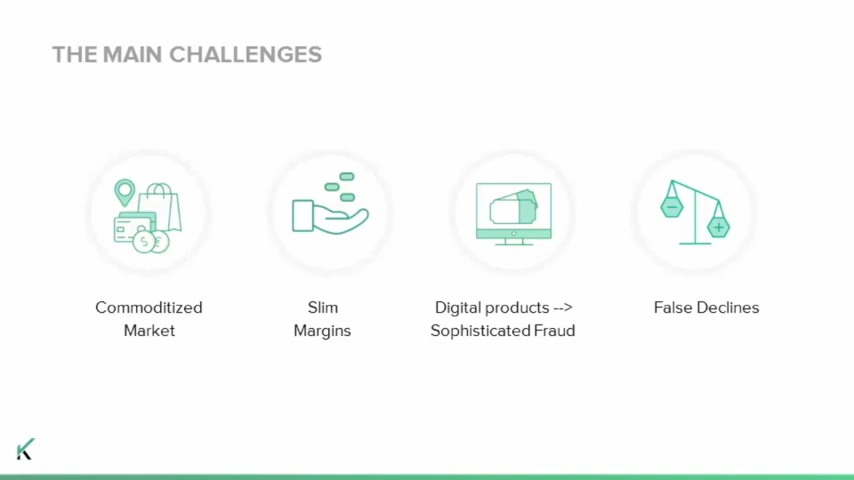 THE MAIN CHALLENGES
Commoditized
Market
Slim
Margins
Digital products -->
Sophisticated Fraud
False Declines